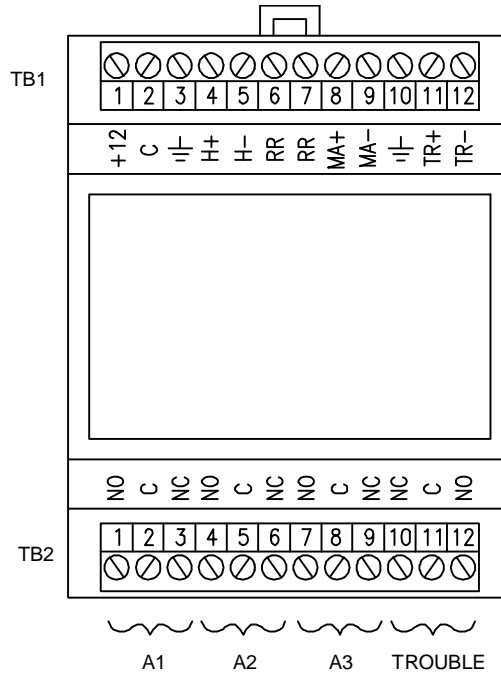 TB1
1 2 3 4 5 6 7 8 9 10 11 12
+12 C H+ H- RR RR MA+ MA- TR+ TR-
NO C NC NO C NC NO C NC NC C NO
TB2
1 2 3 4 5 6 7 8 9 10 11 12
A1 A2 A3 TROUBLE